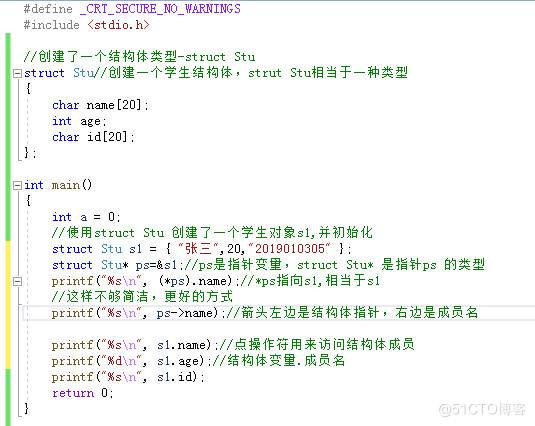 #define _CRT_SECURE_NO_WARNINGS
#include <stdio.h>
//创建了一个结构体类型-struct Stu
struct Stu//创建一个学生结构体，strut Stu相当于一种类型
{
char name[20];
int age;
char id[20];
};
int main()
{
int a = 0;
//使用struct Stu 创建了一个学生对象s1,并初始化
struct Stu s1 = { "张三",20,"2019010305" };
struct Stu* ps=&s1;//ps是指针变量，struct Stu* 是指针ps 的类型
printf("%s\n", (*ps).name);//*ps指向s1,相当于s1
//这样不够简洁，更好的方式
printf("%s\n", ps->name);//箭头左边是结构体指针，右边是成员名
printf("%s\n", s1.name);//点操作符用来访问结构体成员
printf("%d\n", s1.age);//结构体变量.成员名
printf("%s\n", s1.id);
return 0;
}
@51CTO博客